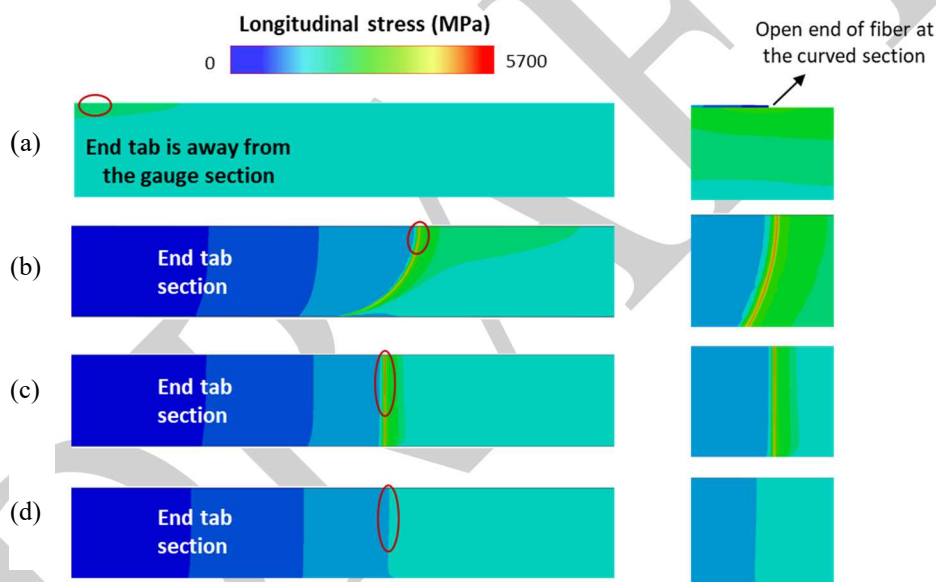 Longitudinal stress (MPa)
0
5700
Open end of fiber at
the curved section
(a)
End tab is away from
the gauge section
(b)
End tab
section
(c)
End tab
section
(d)
End tab
section